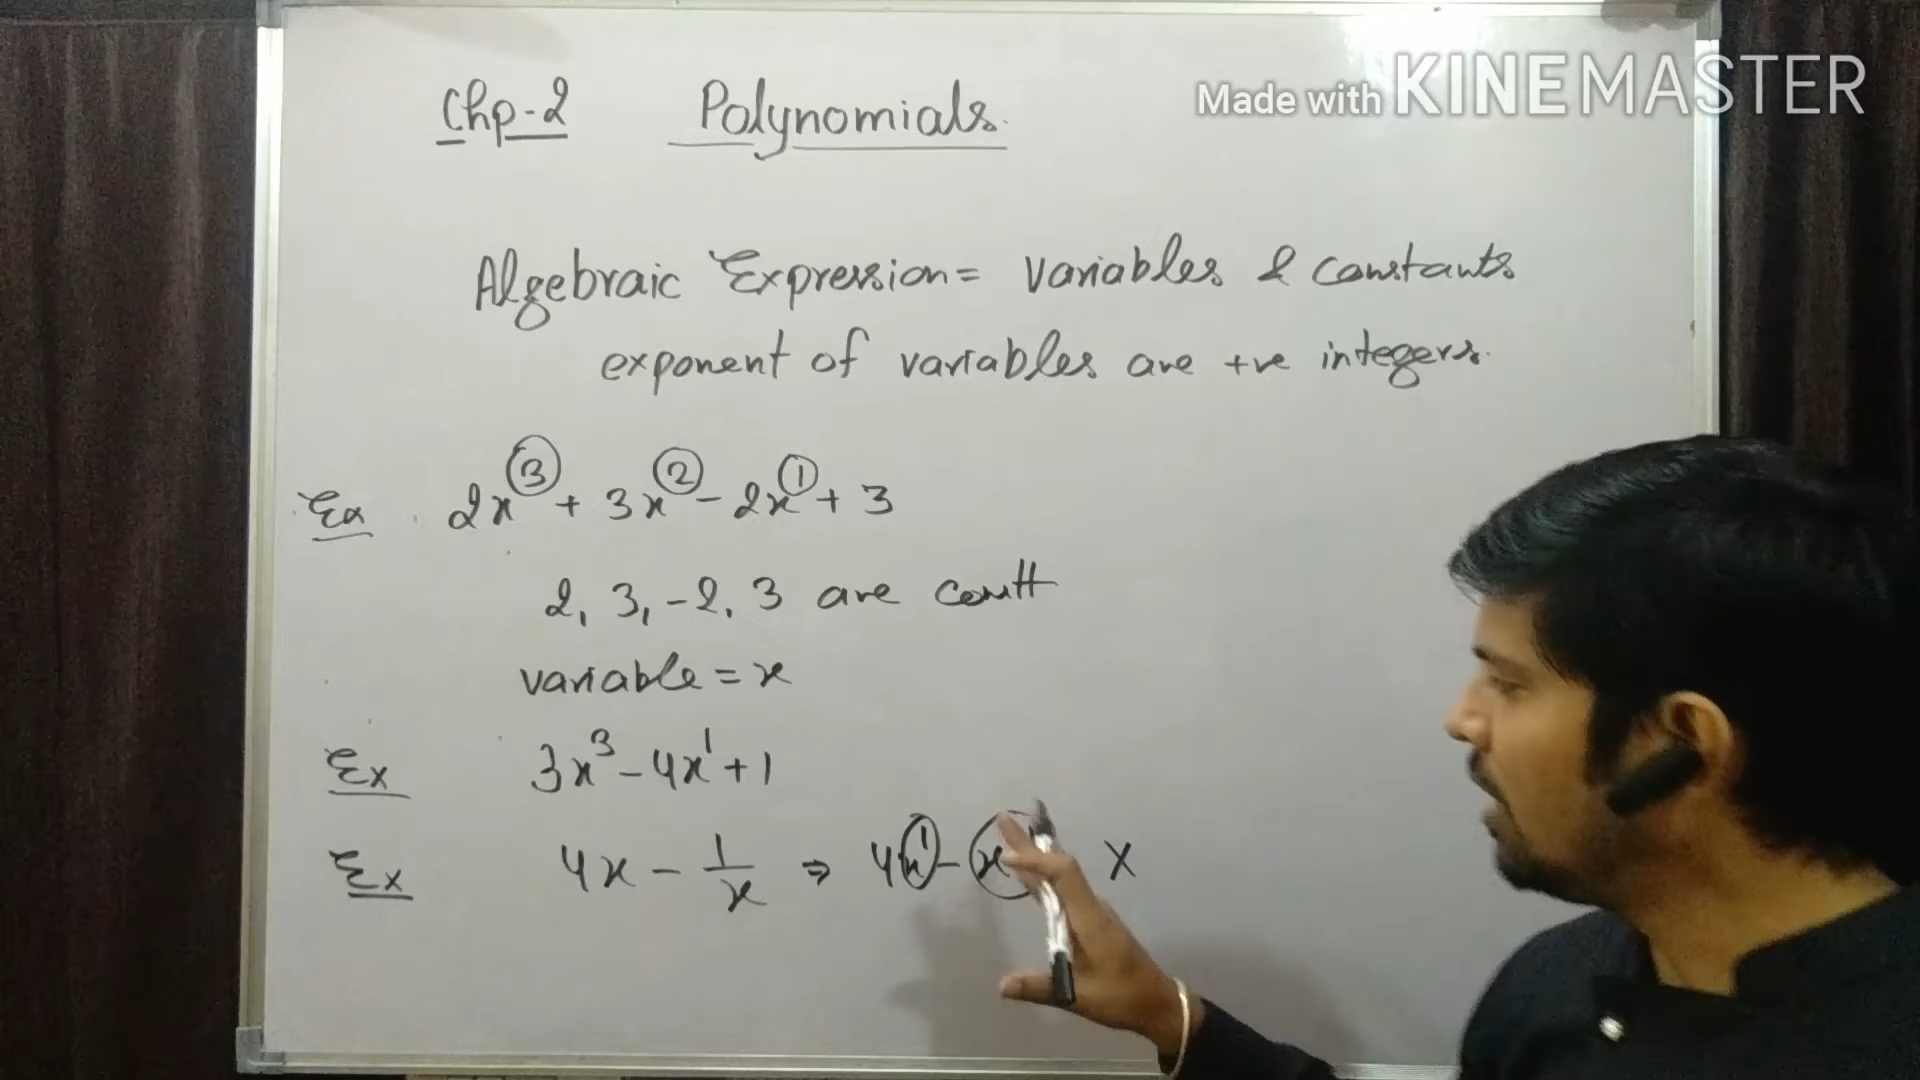 Made with KINEMASTER
Chp-2 Polynomials.
Algebraic Expression = Variables & constants
exponent of variables are +ve integers.
Ex 2x³ + 3x² - 2x¹ + 3
2, 3, -2, 3 are constt
variable = x
Ex 3x³ - 4x¹ + 1
Ex 4x - 1/x ⇒ 4x¹ - x X